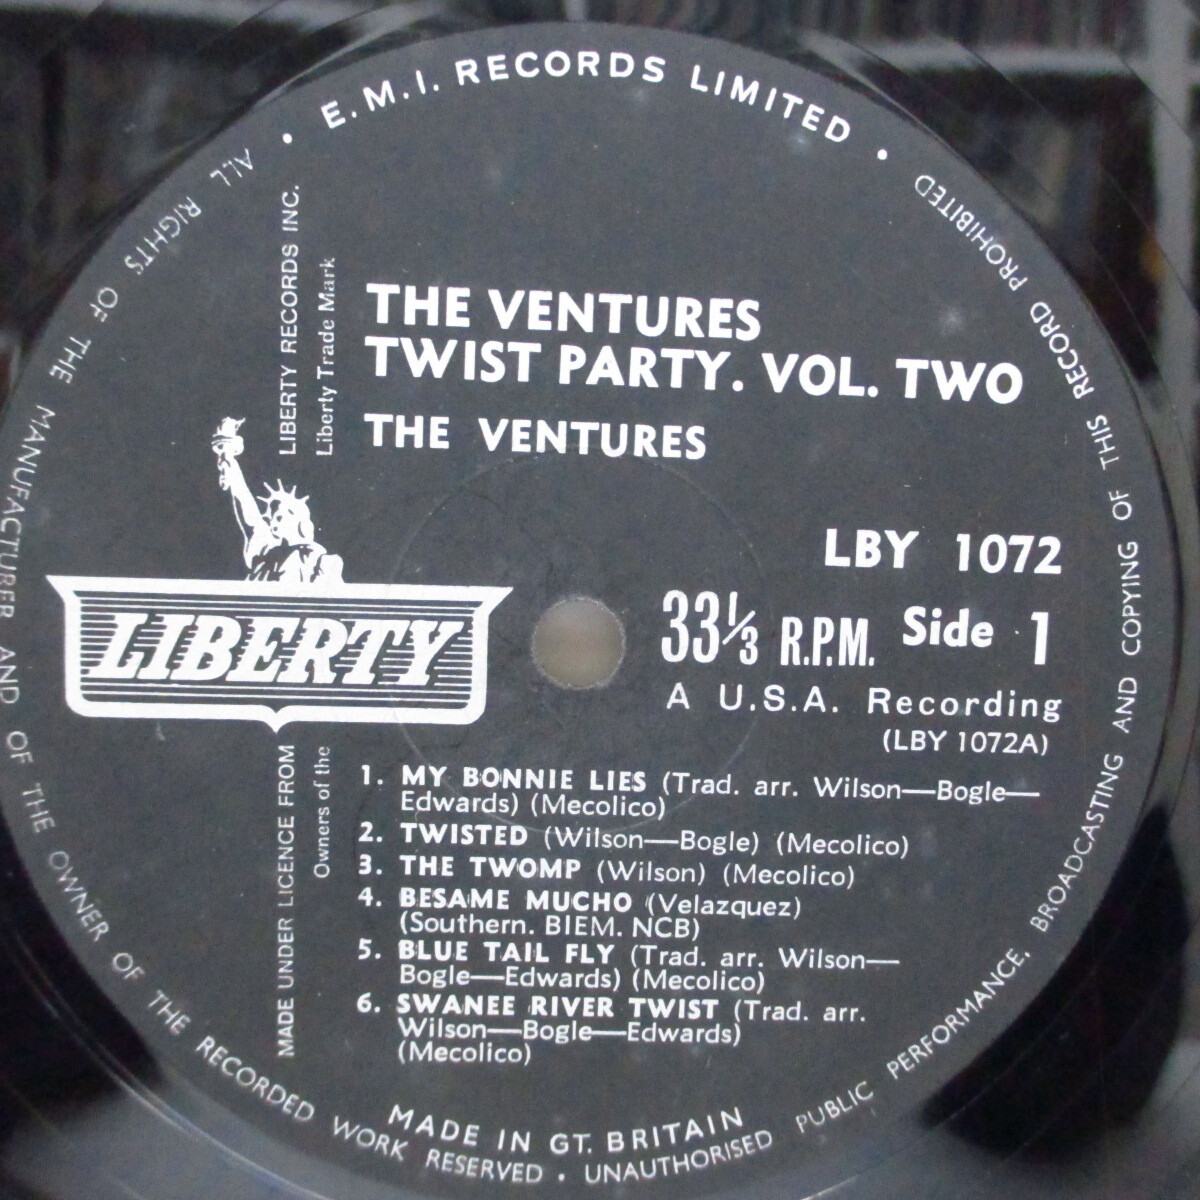 E.M.I. RECORDS LIMITED •
ALL RIGHTS OF THE MANUFACTURER AND OF THE OWNER OF THE RECORDED WORK RESERVED • UNAUTHORISED PUBLIC PERFORMANCE, BROADCASTING AND COPYING OF THIS RECORD PROHIBITED •
MADE UNDER LICENCE FROM LIBERTY RECORDS INC.
Owners of the Liberty Trade Mark
THE VENTURES
TWIST PARTY. VOL. TWO
THE VENTURES
LBY 1072
LIBERTY
33⅓ R.P.M. Side 1
A U.S.A. Recording
(LBY 1072A)
1. MY BONNIE LIES (Trad. arr. Wilson—Bogle—
Edwards) (Mecolico)
2. TWISTED (Wilson—Bogle) (Mecolico)
3. THE TWOMP (Wilson) (Mecolico)
4. BESAME MUCHO (Velazquez)
(Southern. BIEM. NCB)
5. BLUE TAIL FLY (Trad. arr. Wilson—
Bogle—Edwards) (Mecolico)
6. SWANEE RIVER TWIST (Trad. arr.
Wilson—Bogle—Edwards)
(Mecolico)
MADE IN GT. BRITAIN